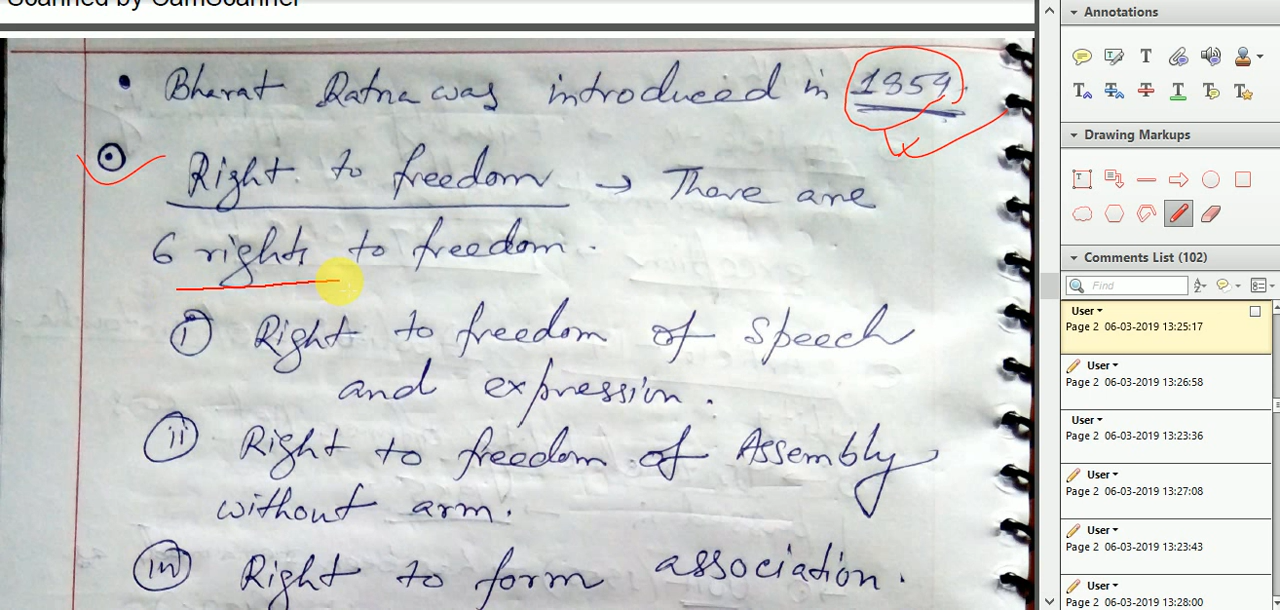 Scanned by CamScanner
• Bharat Ratna was introduced in 1954.
Right to freedom → There are
6 rights to freedom.
i) Right to freedom of speech
and expression.
ii) Right to freedom of Assembly
without arm.
iii) Right to form association.
Annotations
Drawing Markups
Comments List (102)
Find
User
Page 2 06-03-2019 13:25:17
User
Page 2 06-03-2019 13:26:58
User
Page 2 06-03-2019 13:23:36
User
Page 2 06-03-2019 13:27:08
User
Page 2 06-03-2019 13:23:43
User
Page 2 06-03-2019 13:28:00